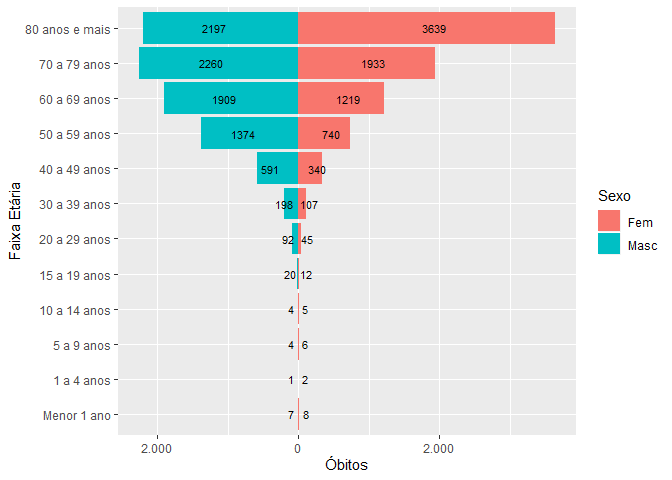 80 anos e mais 2197 3639
70 a 79 anos 2260 1933
60 a 69 anos 1909 1219
50 a 59 anos 1374 740
40 a 49 anos 591 340
30 a 39 anos 198 107
20 a 29 anos 92 45
15 a 19 anos 20 12
10 a 14 anos 4 5
5 a 9 anos 4 6
1 a 4 anos 1 2
Menor 1 ano 7 8
2.000 0 2.000
Óbitos
Faixa Etária
Sexo
Fem
Masc